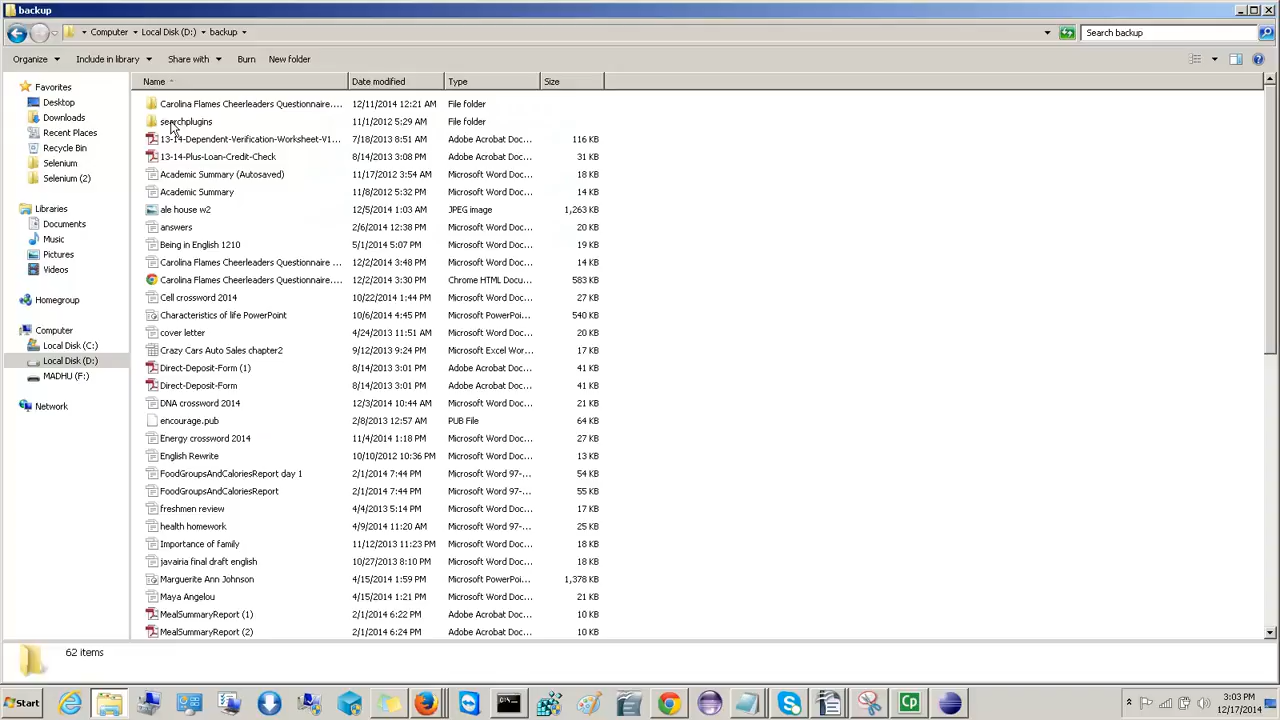 backup
Computer ▸ Local Disk (D:) ▸ backup ▸
Search backup
Organize Include in library Share with Burn New folder
Name Date modified Type Size
Favorites
Desktop
Downloads
Recent Places
Recycle Bin
Selenium
Selenium (2)
Libraries
Documents
Music
Pictures
Videos
Homegroup
Computer
Local Disk (C:)
Local Disk (D:)
MADHU (F:)
Network
Carolina Flames Cheerleaders Questionnaire.... 12/11/2014 12:21 AM File folder
searchplugins 11/1/2012 5:29 AM File folder
13-14-Dependent-Verification-Worksheet-V1... 7/18/2013 8:51 AM Adobe Acrobat Doc... 116 KB
13-14-Plus-Loan-Credit-Check 8/14/2013 3:08 PM Adobe Acrobat Doc... 31 KB
Academic Summary (Autosaved) 11/17/2012 3:54 AM Microsoft Word Doc... 18 KB
Academic Summary 11/8/2012 5:32 PM Microsoft Word Doc... 14 KB
ale house w2 12/5/2014 1:03 AM JPEG image 1,263 KB
answers 2/6/2014 12:38 PM Microsoft Word Doc... 20 KB
Being in English 1210 5/1/2014 5:07 PM Microsoft Word Doc... 19 KB
Carolina Flames Cheerleaders Questionnaire ... 12/2/2014 3:48 PM Microsoft Word Doc... 14 KB
Carolina Flames Cheerleaders Questionnaire.... 12/2/2014 3:30 PM Chrome HTML Docu... 583 KB
Cell crossword 2014 10/22/2014 1:44 PM Microsoft Word Doc... 27 KB
Characteristics of life PowerPoint 10/6/2014 4:45 PM Microsoft PowerPoi... 540 KB
cover letter 4/24/2013 11:51 AM Microsoft Word Doc... 20 KB
Crazy Cars Auto Sales chapter2 9/12/2013 9:24 PM Microsoft Excel Wor... 17 KB
Direct-Deposit-Form (1) 8/14/2013 3:01 PM Adobe Acrobat Doc... 41 KB
Direct-Deposit-Form 8/14/2013 3:01 PM Adobe Acrobat Doc... 41 KB
DNA crossword 2014 12/3/2014 10:44 AM Microsoft Word Doc... 21 KB
encourage.pub 2/8/2013 12:57 AM PUB File 64 KB
Energy crossword 2014 11/4/2014 1:18 PM Microsoft Word Doc... 27 KB
English Rewrite 10/10/2012 10:36 PM Microsoft Word Doc... 13 KB
FoodGroupsAndCaloriesReport day 1 2/1/2014 7:44 PM Microsoft Word 97-... 54 KB
FoodGroupsAndCaloriesReport 2/1/2014 7:44 PM Microsoft Word 97-... 55 KB
freshmen review 4/4/2013 5:14 PM Microsoft Word Doc... 17 KB
health homework 4/9/2014 11:20 AM Microsoft Word 97-... 25 KB
Importance of family 11/12/2013 11:23 PM Microsoft Word Doc... 18 KB
javairia final draft english 10/27/2013 8:10 PM Microsoft Word Doc... 18 KB
Marguerite Ann Johnson 4/15/2014 1:59 PM Microsoft PowerPoi... 1,378 KB
Maya Angelou 4/15/2014 1:21 PM Microsoft Word Doc... 21 KB
MealSummaryReport (1) 2/1/2014 6:22 PM Adobe Acrobat Doc... 10 KB
MealSummaryReport (2) 2/1/2014 6:24 PM Adobe Acrobat Doc... 10 KB
62 items
Start
Cp
3:03 PM
12/17/2014